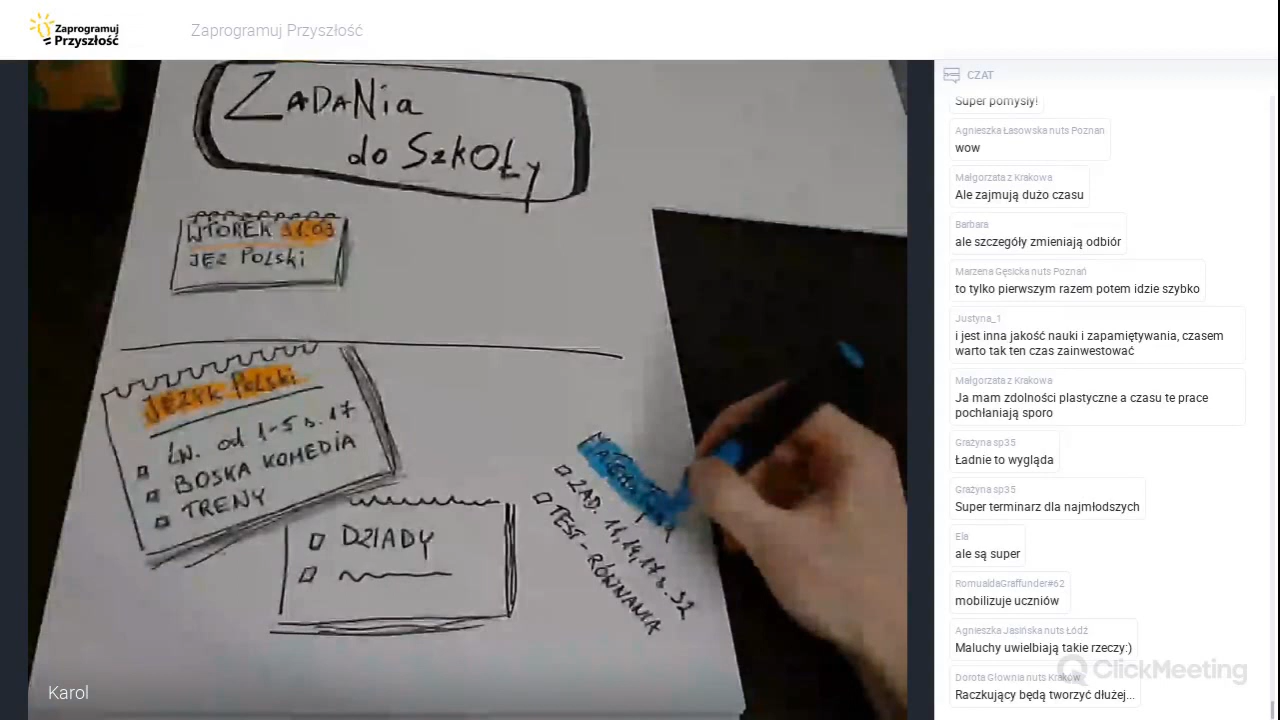 Zaprogramuj
Przyszłość
Zaprogramuj Przyszłość
ZADANia
do SZKOŁy
WTOREK 31.03
JĘZ POLSki
JĘZYK POLSki
ĆW. od 1-5 s. 17
BOSKA KOMEDIA
TRENY
DZIADY
MATEMATYKA
ZAD. 11, 14, 17 s. 32
TEST - RÓWNANIA
Karol
CZAT
Super pomysły!
Agnieszka Łasowska nuts Poznan
wow
Małgorzata z Krakowa
Ale zajmują dużo czasu
Barbara
ale szczegóły zmieniają odbiór
Marzena Gęsicka nuts Poznań
to tylko pierwszym razem potem idzie szybko
Justyna_1
i jest inna jakość nauki i zapamiętywania, czasem
warto tak ten czas zainwestować
Małgorzata z Krakowa
Ja mam zdolności plastyczne a czasu te prace
pochłaniają sporo
Grażyna sp35
Ładnie to wygląda
Grażyna sp35
Super terminarz dla najmłodszych
Ela
ale są super
RomualdaGraffunder#62
mobilizuje uczniów
Agnieszka Jasińska nuts Łódź
Maluchy uwielbiają takie rzeczy:)
Dorota Glownia nuts Kraków
Raczkujący będą tworzyć dłużej...
ClickMeeting